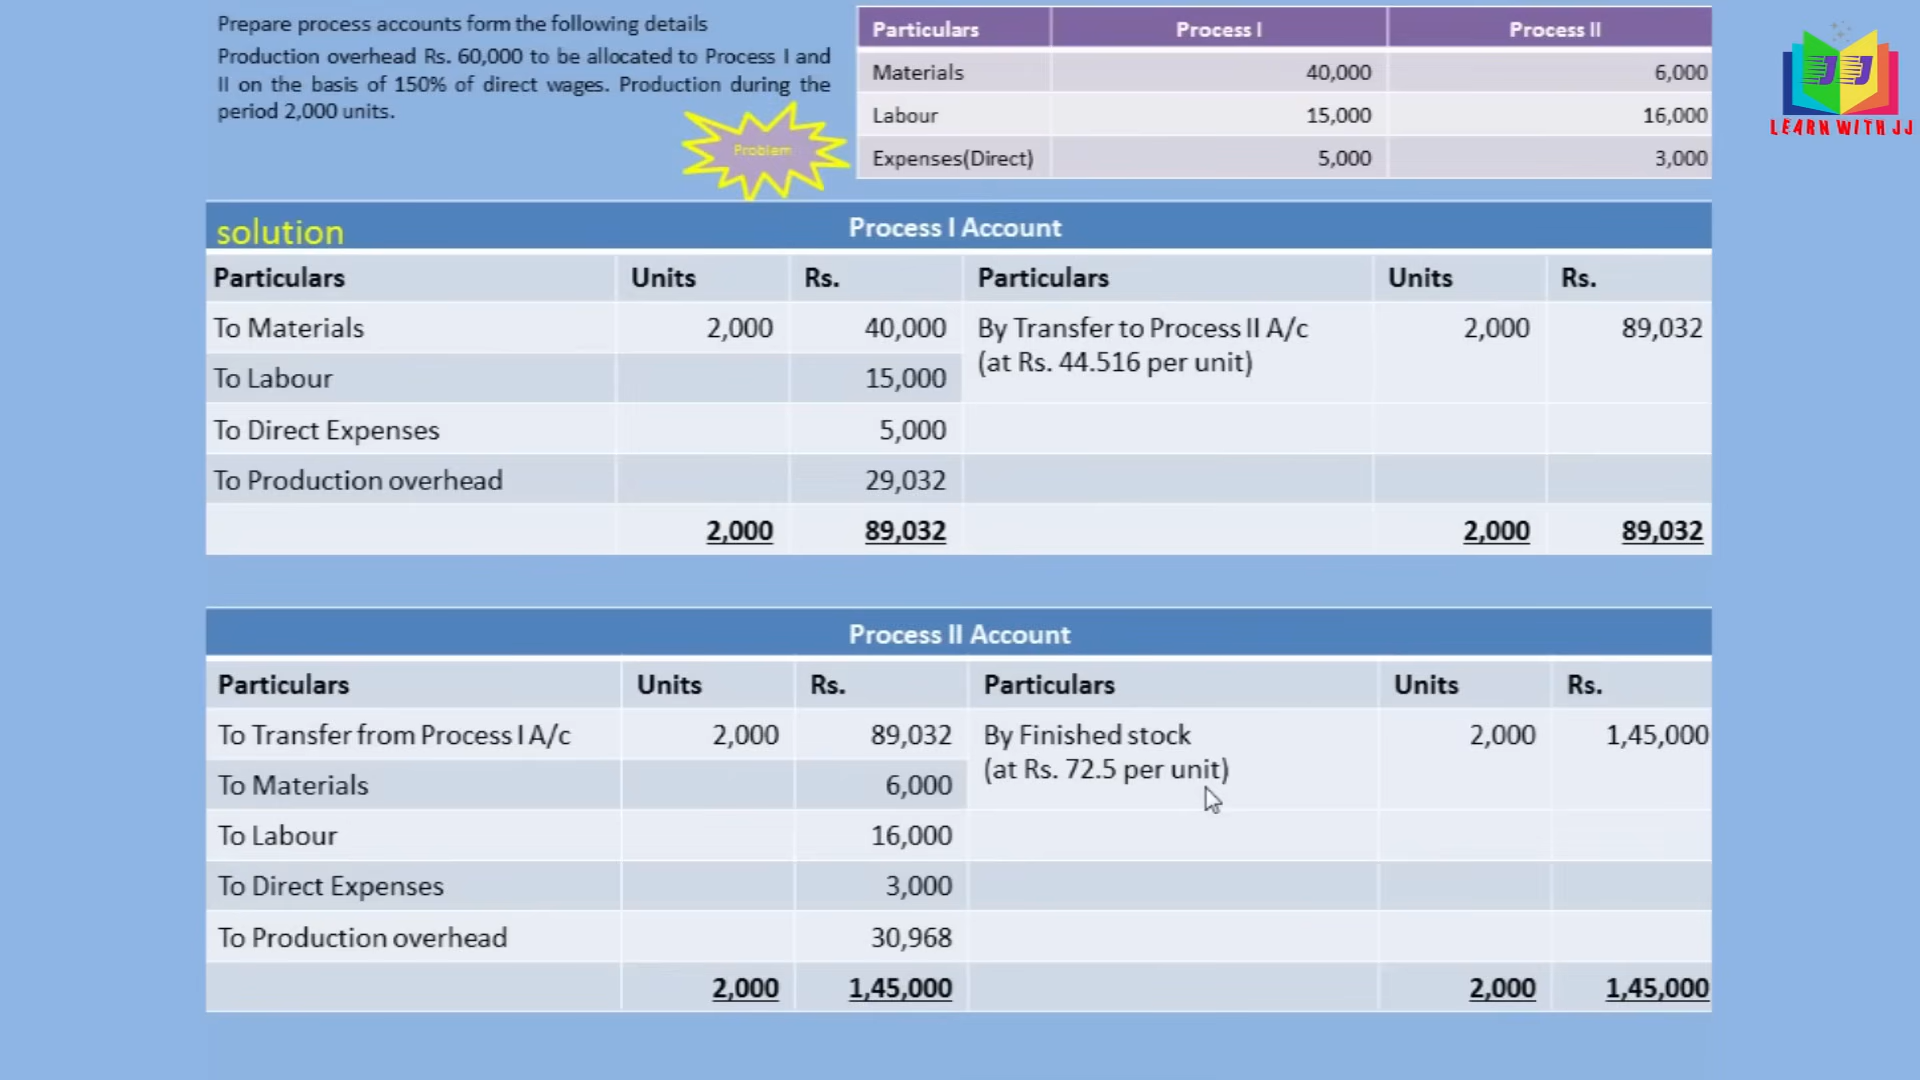 Prepare process accounts form the following details
Production overhead Rs. 60,000 to be allocated to Process I and
II on the basis of 150% of direct wages. Production during the
period 2,000 units.
Problem
Particulars Process I Process II
Materials 40,000 6,000
Labour 15,000 16,000
Expenses(Direct) 5,000 3,000
JJ
LEARN WITH JJ
solution
Process I Account
Particulars Units Rs. Particulars Units Rs.
To Materials 2,000 40,000 By Transfer to Process II A/c 2,000 89,032
(at Rs. 44.516 per unit)
To Labour 15,000
To Direct Expenses 5,000
To Production overhead 29,032
2,000 89,032 2,000 89,032
Process II Account
Particulars Units Rs. Particulars Units Rs.
To Transfer from Process I A/c 2,000 89,032 By Finished stock 2,000 1,45,000
(at Rs. 72.5 per unit)
To Materials 6,000
To Labour 16,000
To Direct Expenses 3,000
To Production overhead 30,968
2,000 1,45,000 2,000 1,45,000